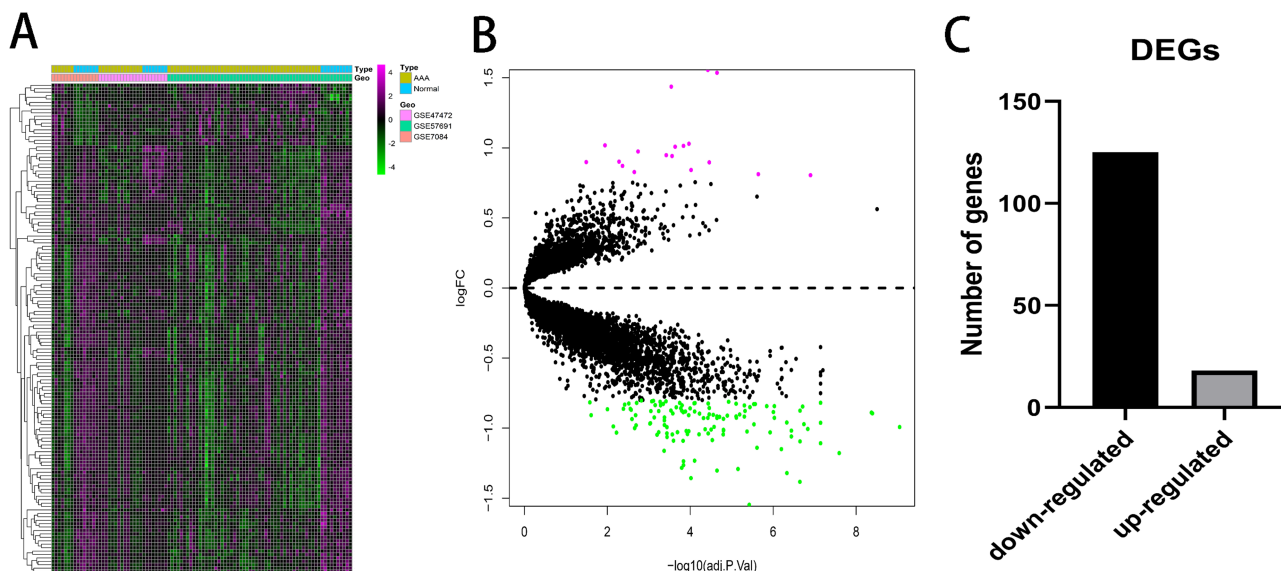 A
Type
Geo
4
2
0
-2
-4
Type
AAA
Normal
Geo
GSE47472
GSE57691
GSE7084
B
logFC
1.5
1.0
0.5
0.0
−0.5
−1.0
−1.5
0 2 4 6 8
−log10(adj.P.Val)
C
DEGs
Number of genes
150
100
50
0
down-regulated
up-regulated